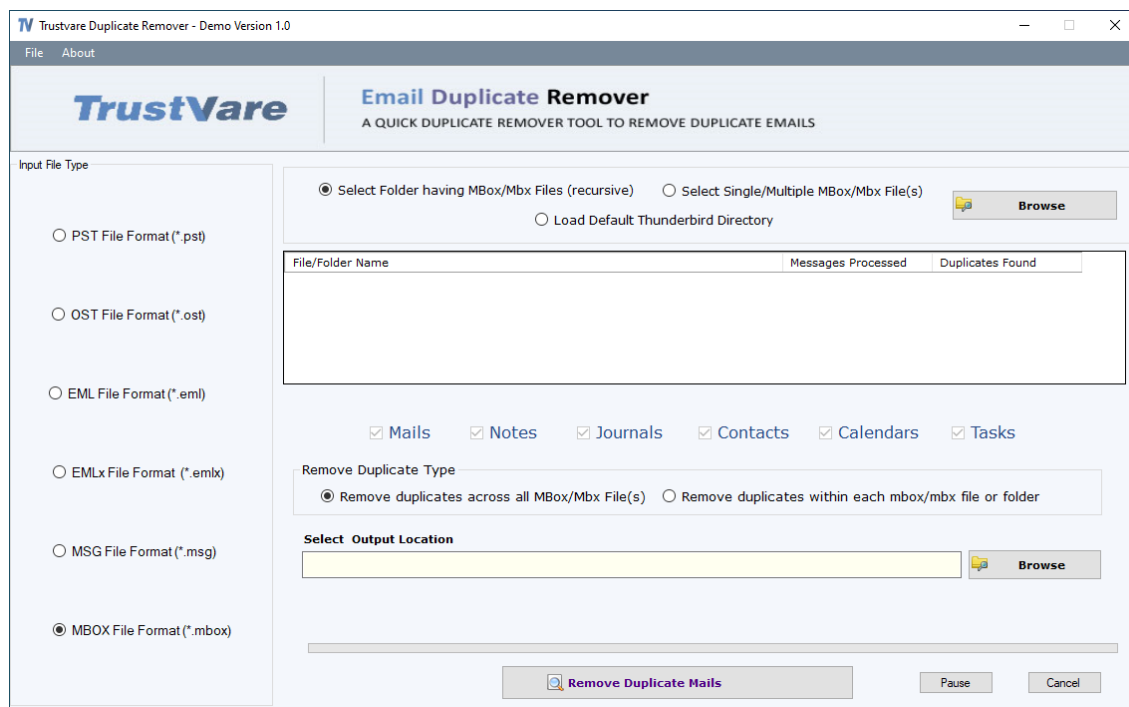 TV Trustvare Duplicate Remover - Demo Version 1.0
File About
TrustVare
Email Duplicate Remover
A QUICK DUPLICATE REMOVER TOOL TO REMOVE DUPLICATE EMAILS
Input File Type
PST File Format (*.pst)
OST File Format (*.ost)
EML File Format (*.eml)
EMLx File Format (*.emlx)
MSG File Format (*.msg)
MBOX File Format (*.mbox)
Select Folder having MBox/Mbx Files (recursive) Select Single/Multiple MBox/Mbx File(s)
Load Default Thunderbird Directory
Browse
File/Folder Name Messages Processed Duplicates Found
Mails Notes Journals Contacts Calendars Tasks
Remove Duplicate Type
Remove duplicates across all MBox/Mbx File(s) Remove duplicates within each mbox/mbx file or folder
Select Output Location
Browse
Remove Duplicate Mails
Pause Cancel